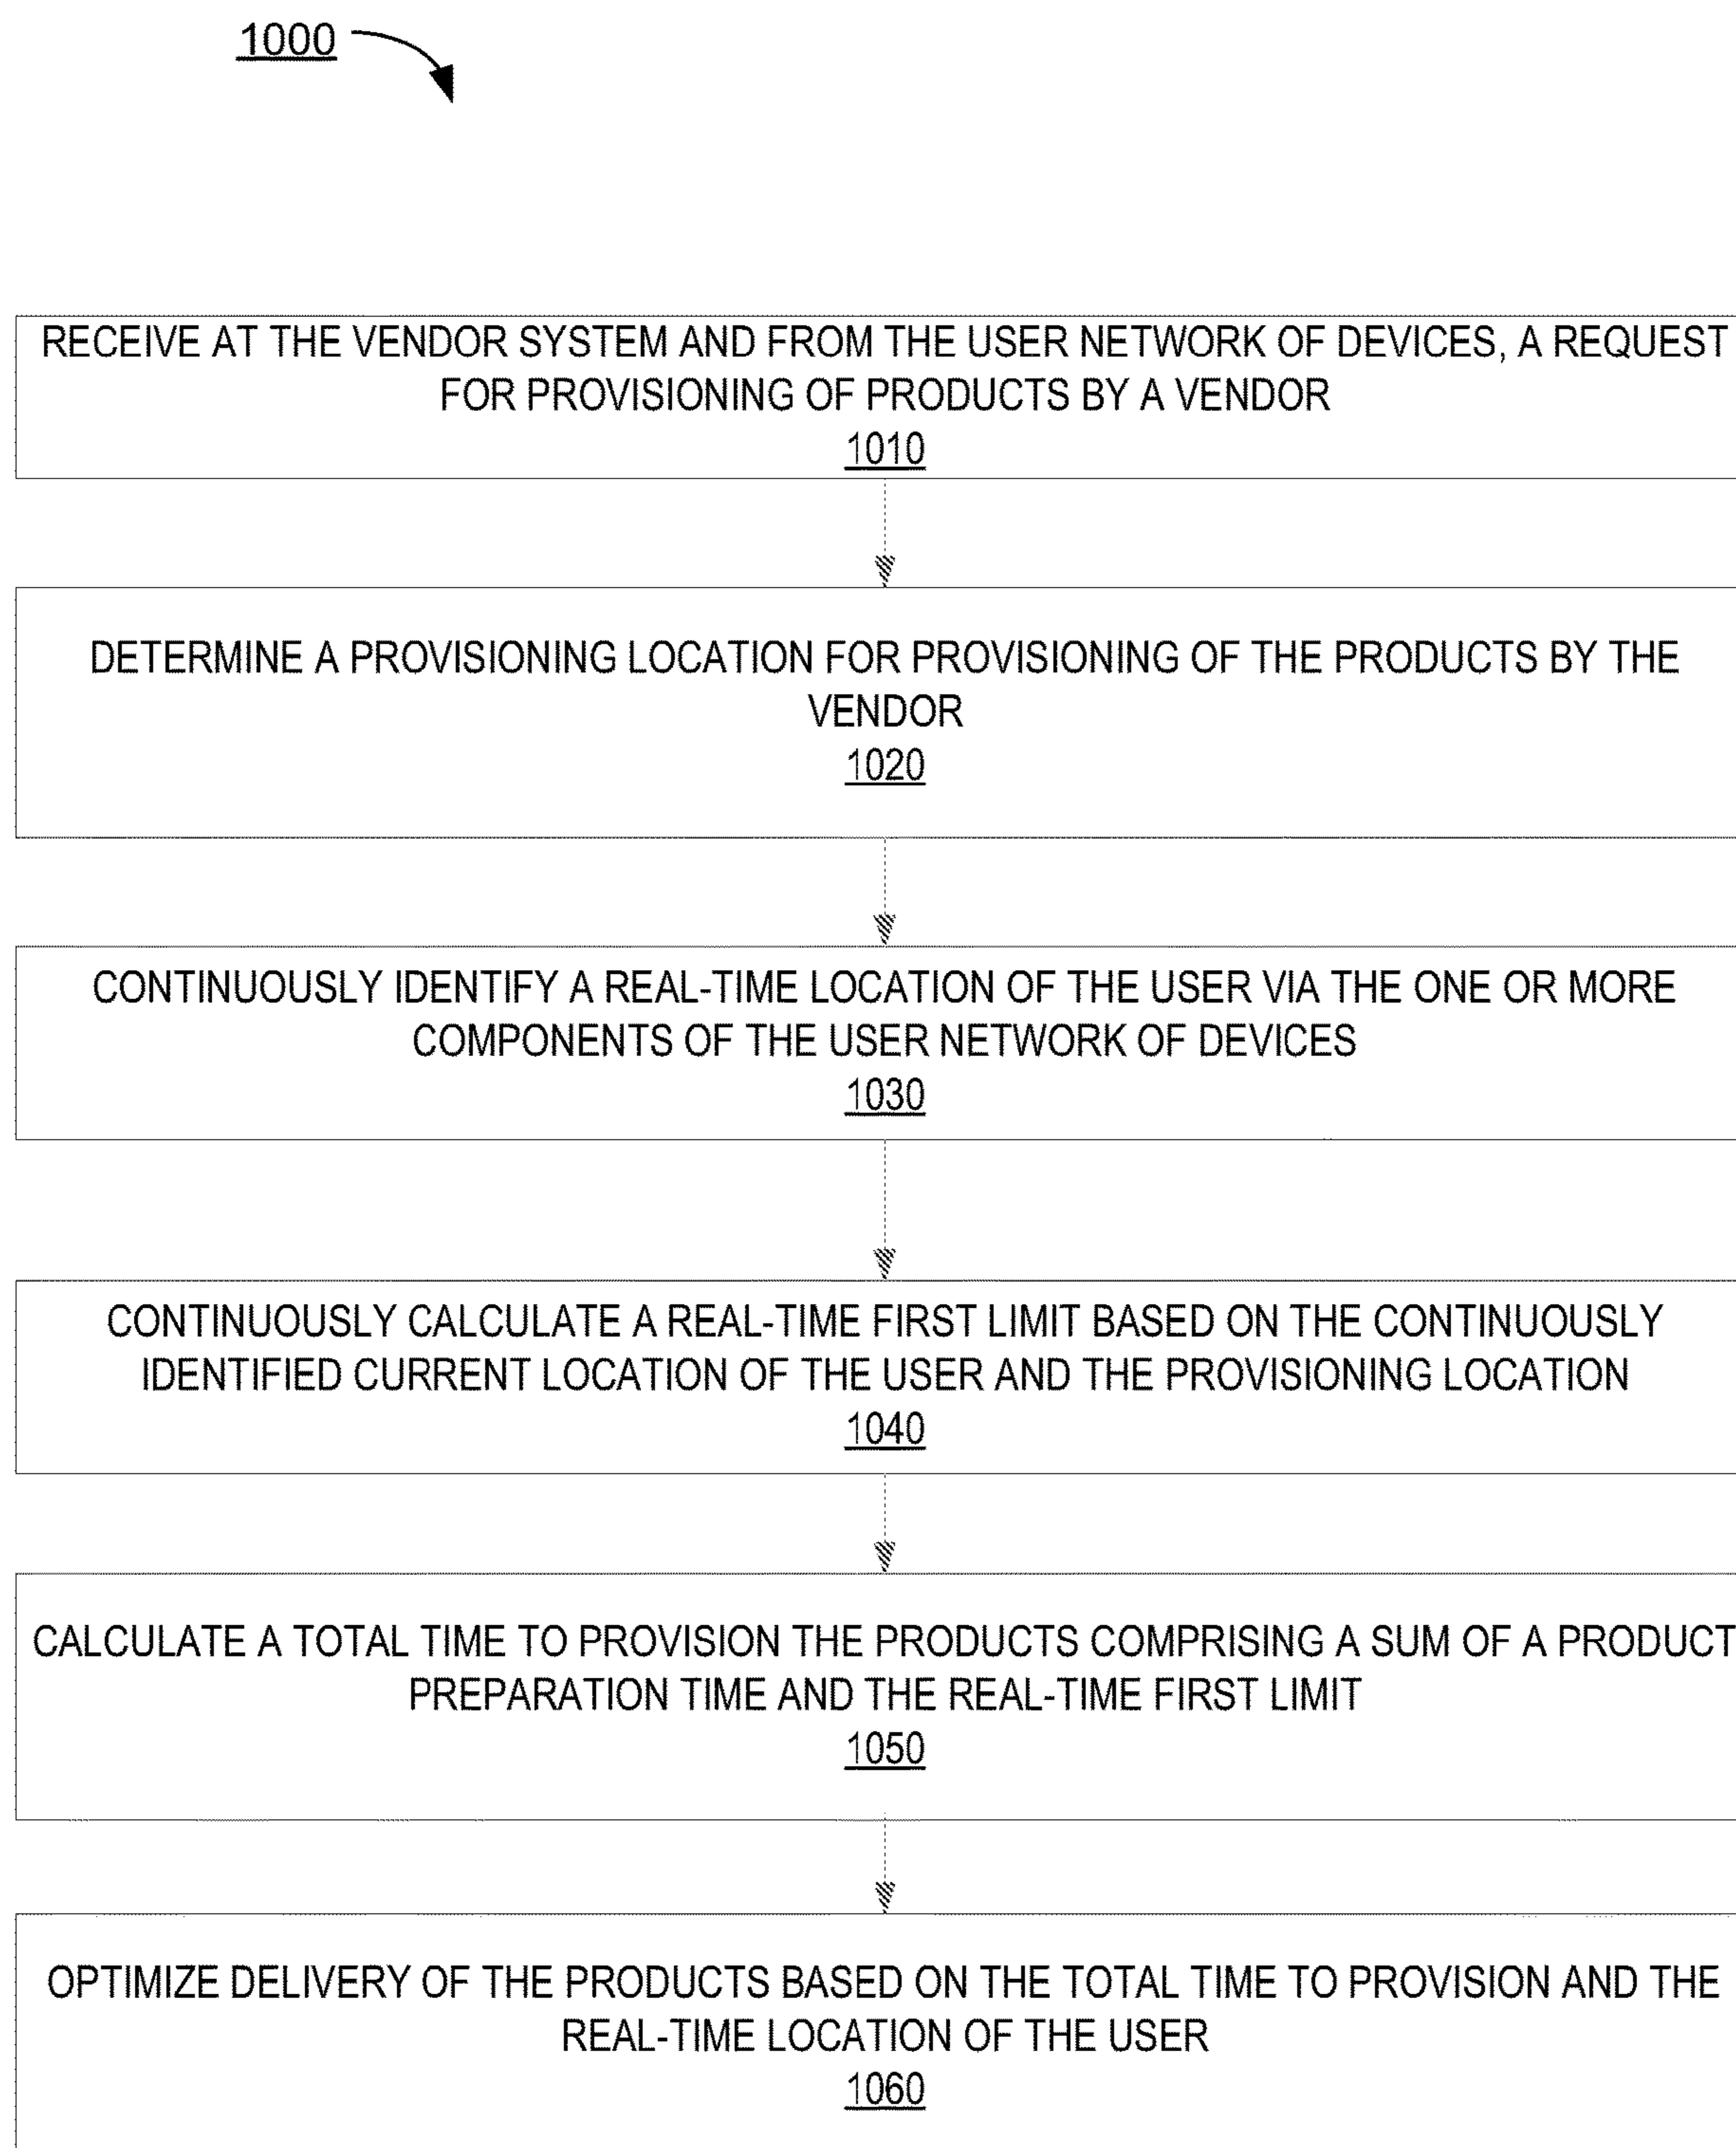 1000
RECEIVE AT THE VENDOR SYSTEM AND FROM THE USER NETWORK OF DEVICES, A REQUEST
FOR PROVISIONING OF PRODUCTS BY A VENDOR
1010
DETERMINE A PROVISIONING LOCATION FOR PROVISIONING OF THE PRODUCTS BY THE
VENDOR
1020
CONTINUOUSLY IDENTIFY A REAL-TIME LOCATION OF THE USER VIA THE ONE OR MORE
COMPONENTS OF THE USER NETWORK OF DEVICES
1030
CONTINUOUSLY CALCULATE A REAL-TIME FIRST LIMIT BASED ON THE CONTINUOUSLY
IDENTIFIED CURRENT LOCATION OF THE USER AND THE PROVISIONING LOCATION
1040
CALCULATE A TOTAL TIME TO PROVISION THE PRODUCTS COMPRISING A SUM OF A PRODUCT
PREPARATION TIME AND THE REAL-TIME FIRST LIMIT
1050
OPTIMIZE DELIVERY OF THE PRODUCTS BASED ON THE TOTAL TIME TO PROVISION AND THE
REAL-TIME LOCATION OF THE USER
1060